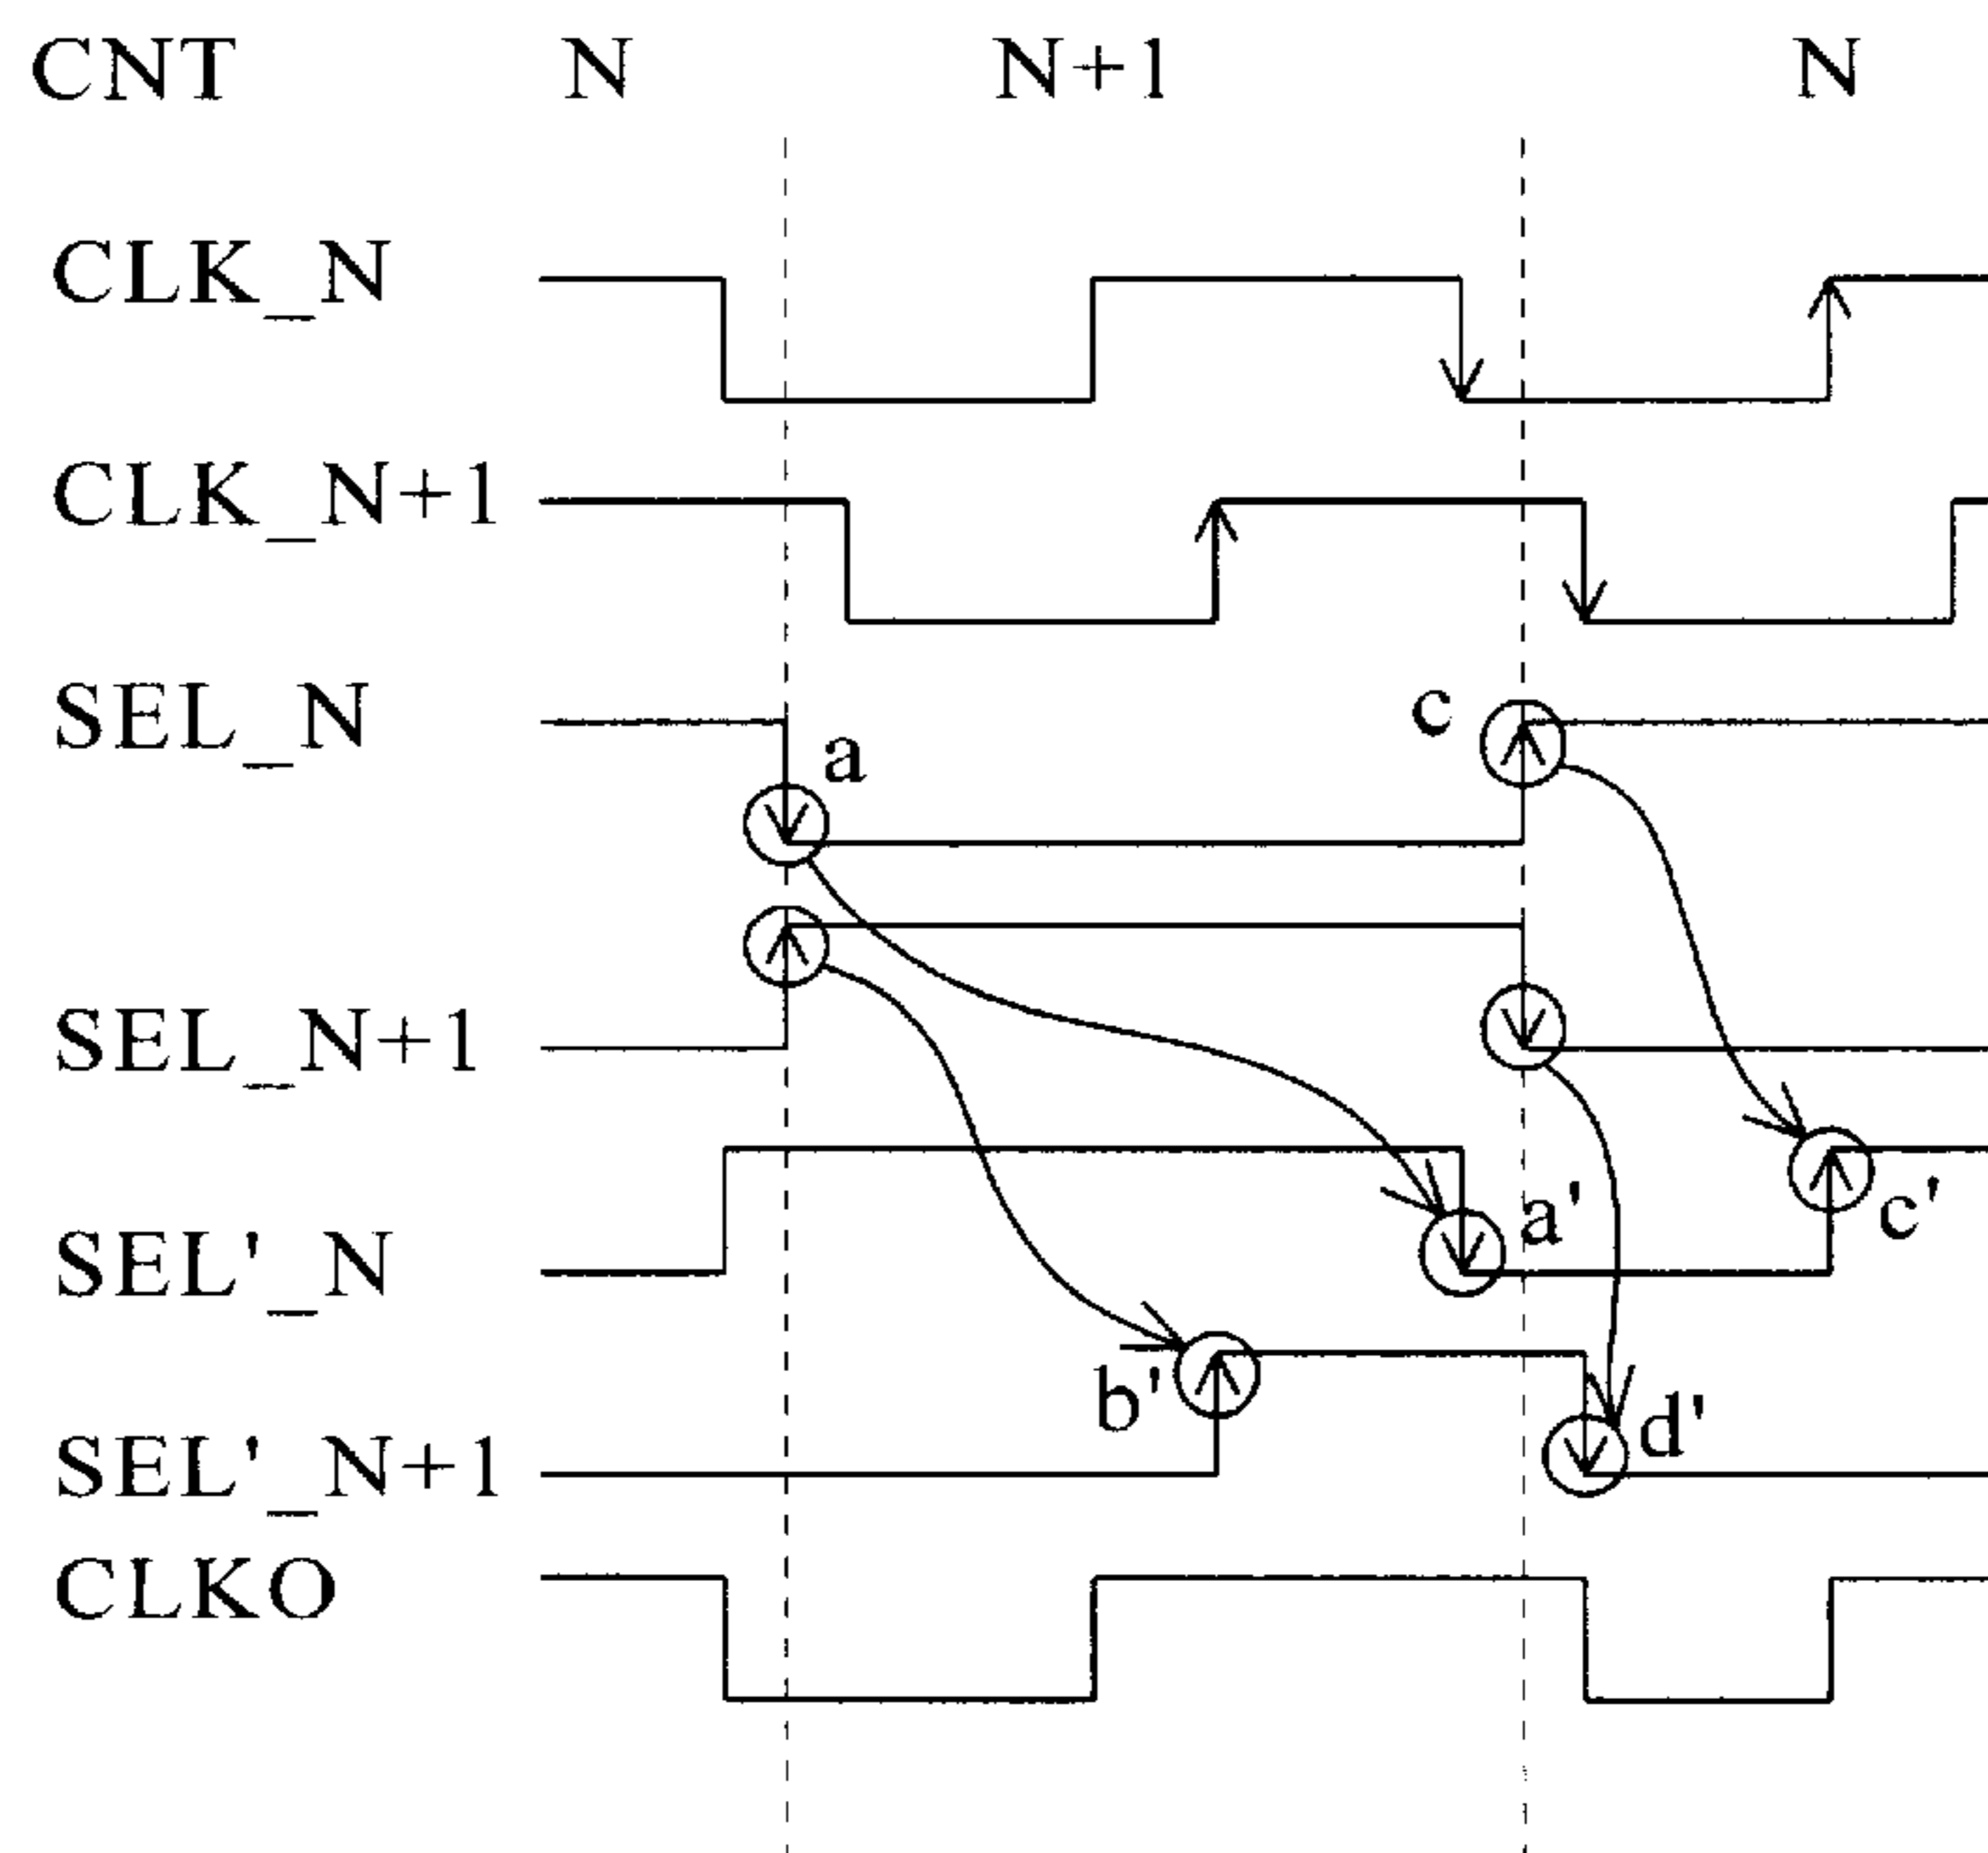 CNT N N+1 N
CLK_N
CLK_N+1
SEL_N
a
c
SEL_N+1
SEL'_N
a'
c'
b'
SEL'_N+1
d'
CLKO